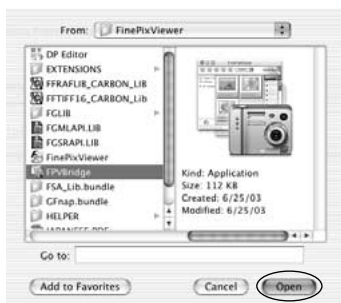 From: FinePixViewer
DP Editor
EXTENSIONS
FFRAFLIB_CARBON_LIB
FFTIFF16_CARBON_Lib
FGLIB
FGMLAPI.LIB
FGSRAPI.LIB
FinePixViewer
FPVBridge
FSA_Lib.bundle
GFnap.bundle
HELPER
Kind: Application
Size: 112 KB
Created: 6/25/03
Modified: 6/25/03
Go to:
Add to Favorites
Cancel
Open